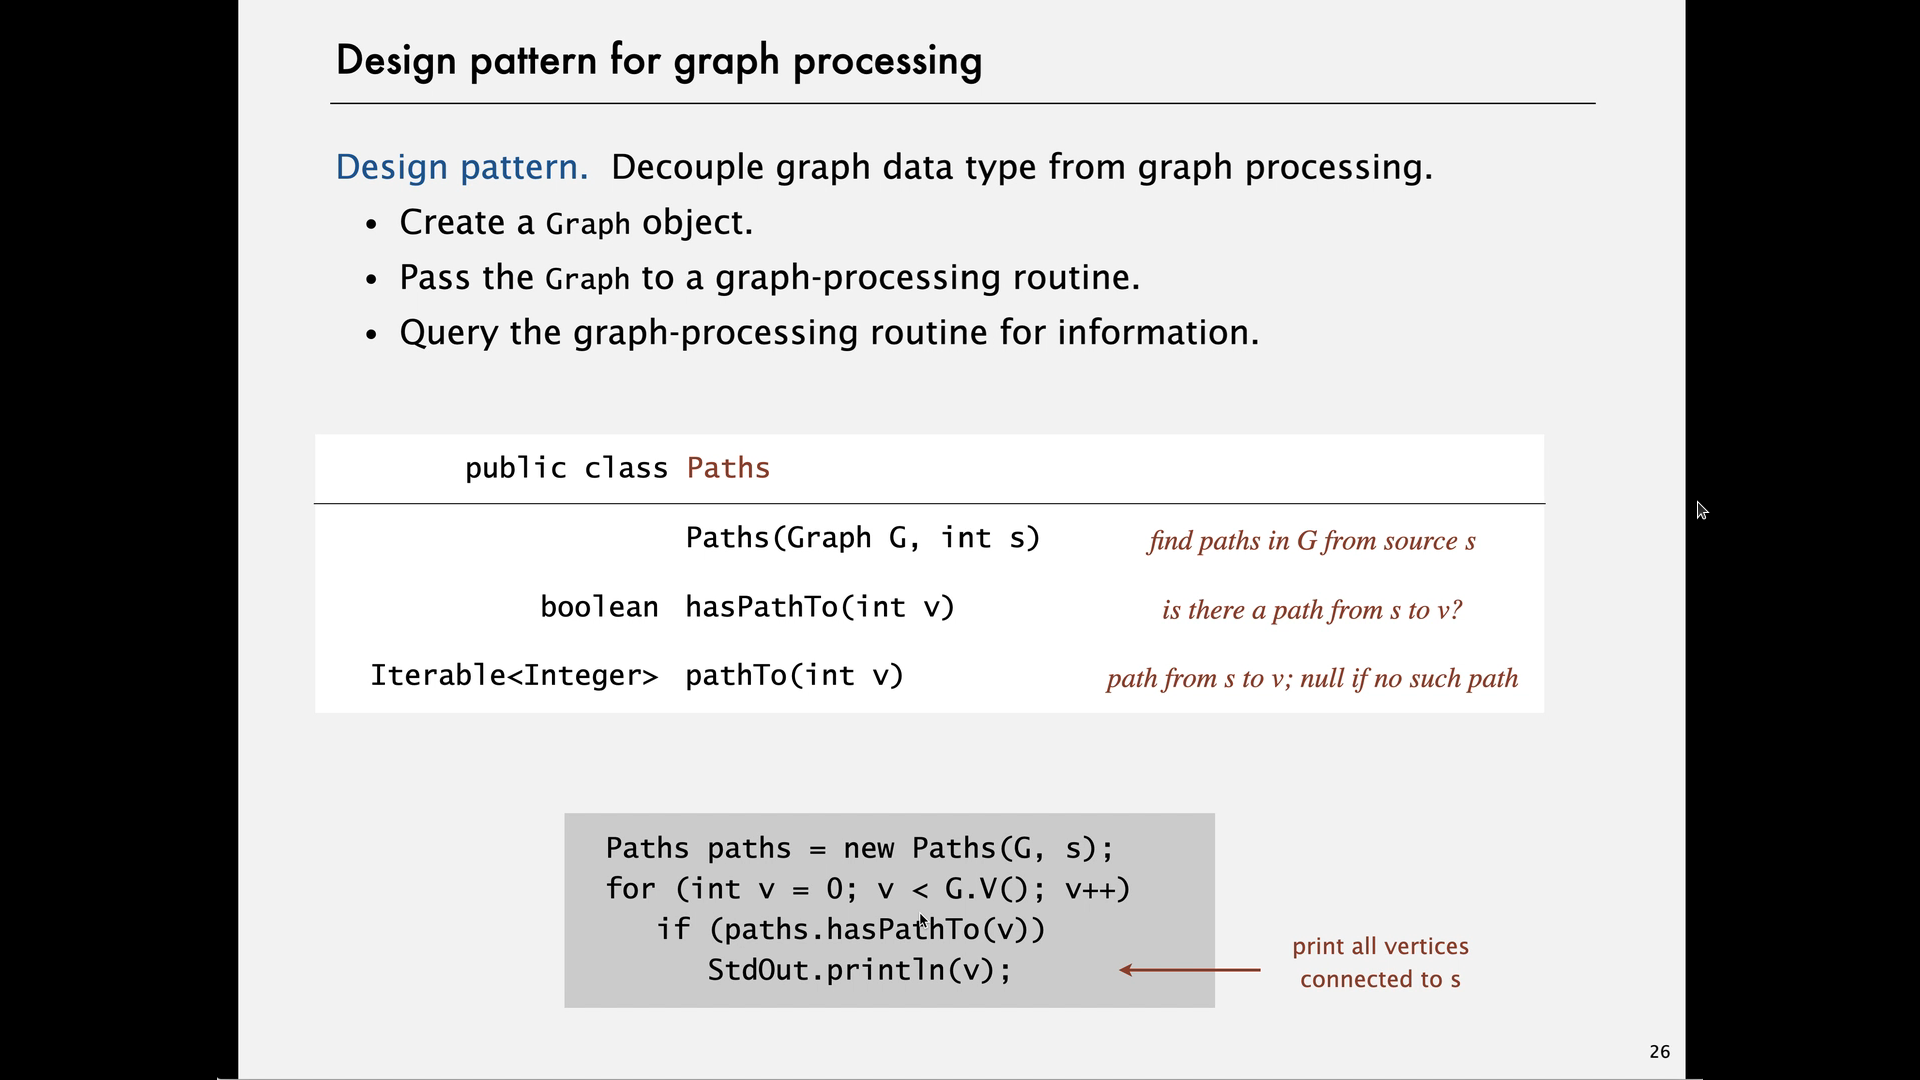 Design pattern for graph processing
Design pattern. Decouple graph data type from graph processing.
• Create a Graph object.
• Pass the Graph to a graph-processing routine.
• Query the graph-processing routine for information.
public class Paths
Paths(Graph G, int s) find paths in G from source s
boolean hasPathTo(int v) is there a path from s to v?
Iterable<Integer> pathTo(int v) path from s to v; null if no such path
Paths paths = new Paths(G, s);
for (int v = 0; v < G.V(); v++)
if (paths.hasPathTo(v))
StdOut.println(v);
print all vertices
connected to s
26